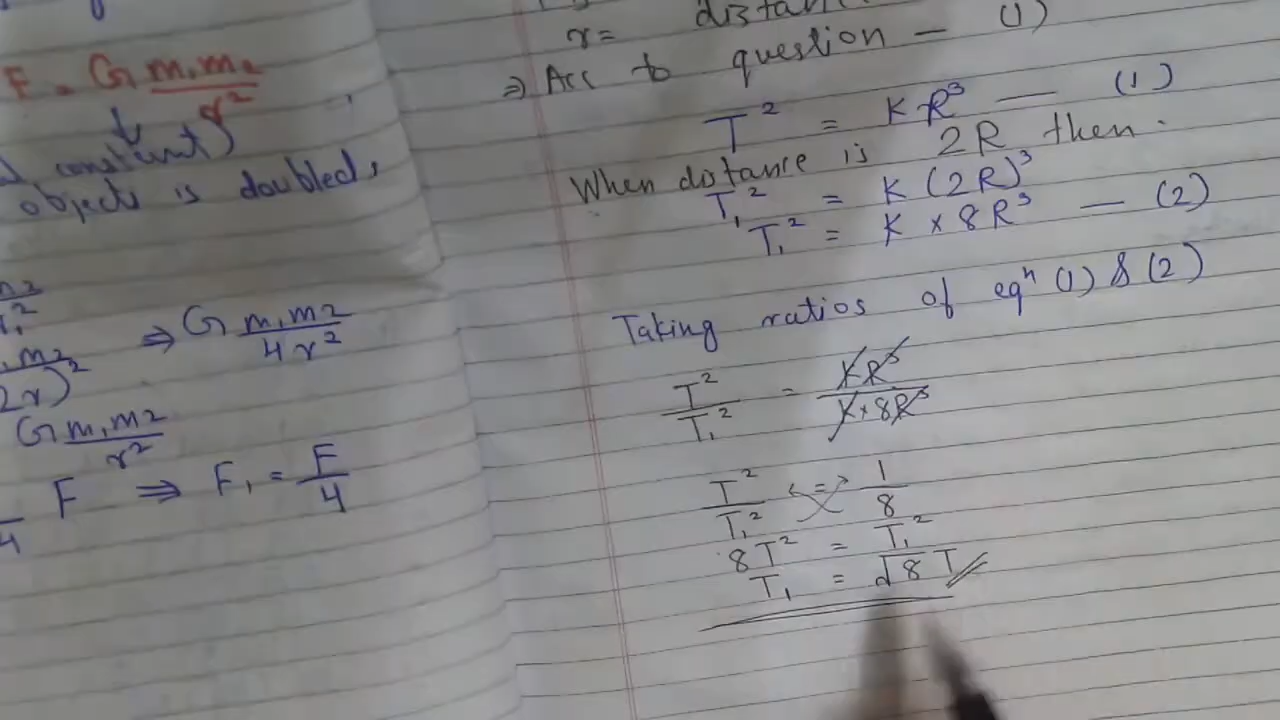 F = G m₁m₂ / r²
constant)
objects is doubled,
⇒ G m₁m₂ / 4r²
G m₁m₂ / r²
F ⇒ F₁ = F/4
r =
⇒ Acc to question — (1)
T² = KR³ — (1)
When distance is 2R then.
T₁² = K(2R)³
T₁² = K × 8R³ — (2)
Taking ratios of eqⁿ (1) & (2)
T² / T₁² = KR³ / K×8R³
T² / T₁² = 1 / 8
8T² = T₁²
T₁ = √8 T